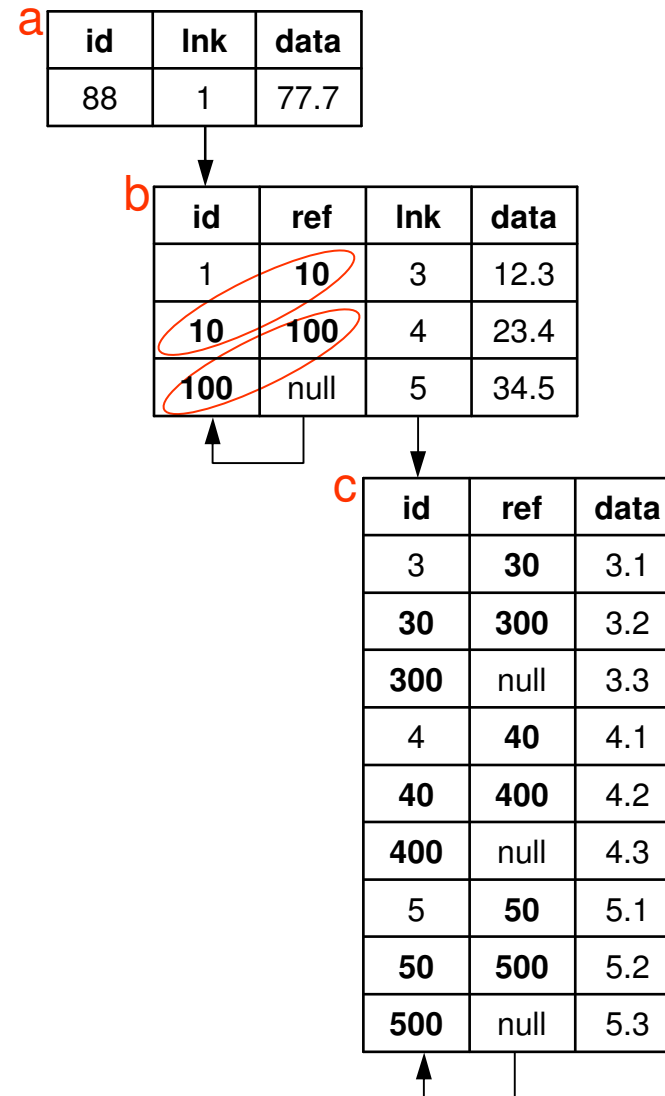 a
id lnk data
88 1 77.7
b
id ref lnk data
1 10 3 12.3
10 100 4 23.4
100 null 5 34.5
c
id ref data
3 30 3.1
30 300 3.2
300 null 3.3
4 40 4.1
40 400 4.2
400 null 4.3
5 50 5.1
50 500 5.2
500 null 5.3